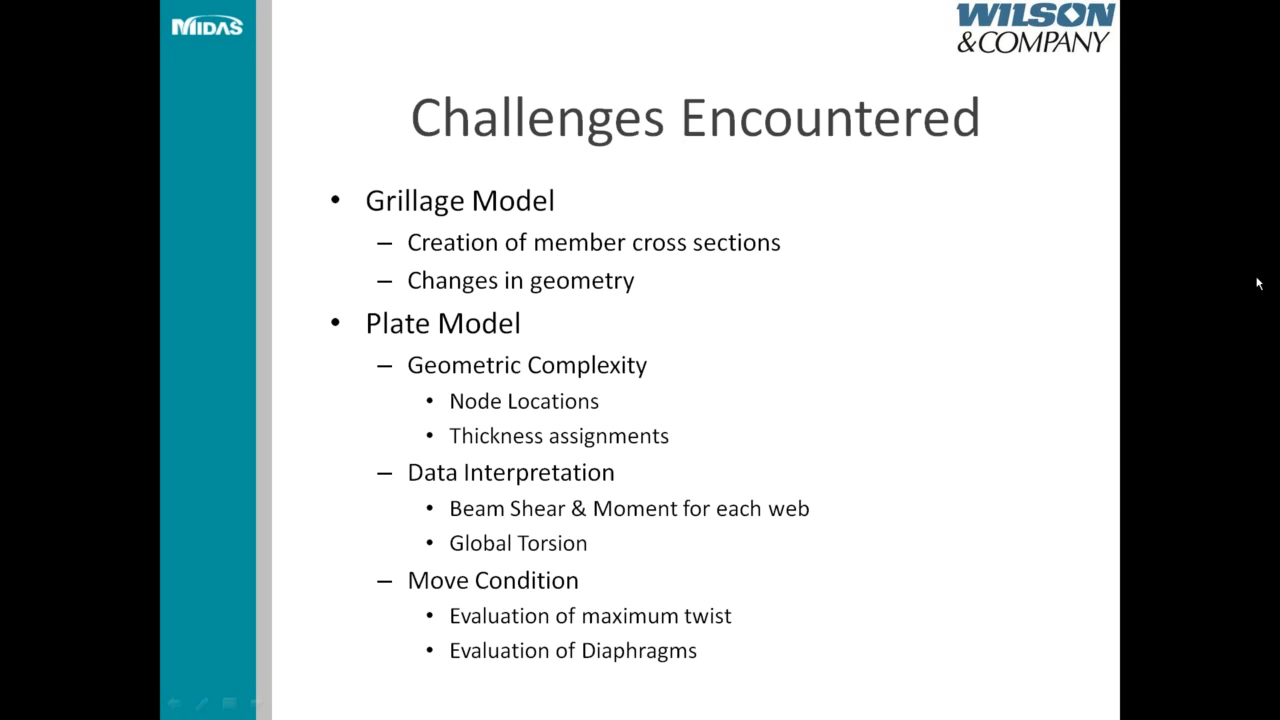 MIDAS
WILSON
&COMPANY
Challenges Encountered
• Grillage Model
– Creation of member cross sections
– Changes in geometry
• Plate Model
– Geometric Complexity
• Node Locations
• Thickness assignments
– Data Interpretation
• Beam Shear & Moment for each web
• Global Torsion
– Move Condition
• Evaluation of maximum twist
• Evaluation of Diaphragms